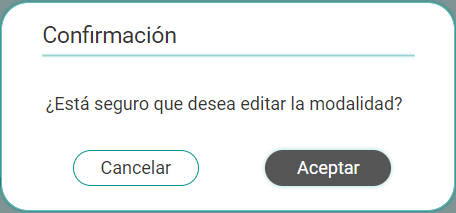 Confirmación
¿Está seguro que desea editar la modalidad?
Cancelar
Aceptar